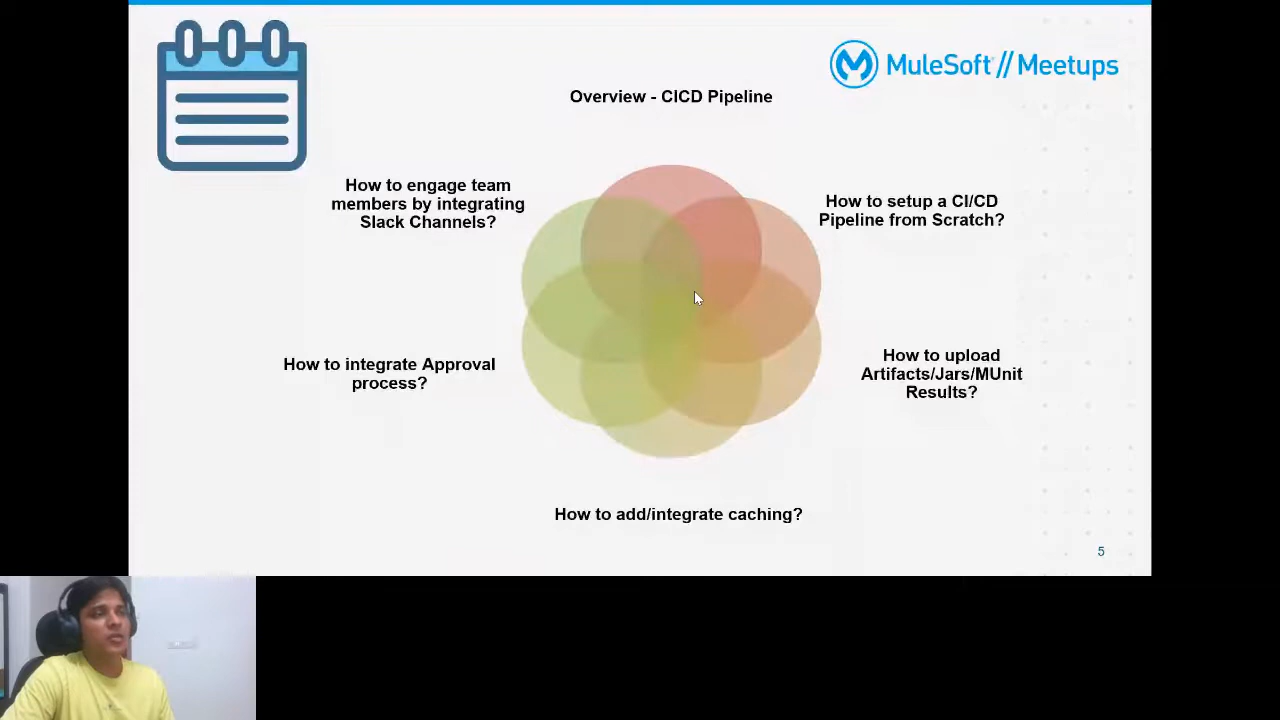 MuleSoft // Meetups
Overview - CICD Pipeline
How to engage team
members by integrating
Slack Channels?
How to setup a CI/CD
Pipeline from Scratch?
How to integrate Approval
process?
How to upload
Artifacts/Jars/MUnit
Results?
How to add/integrate caching?
5